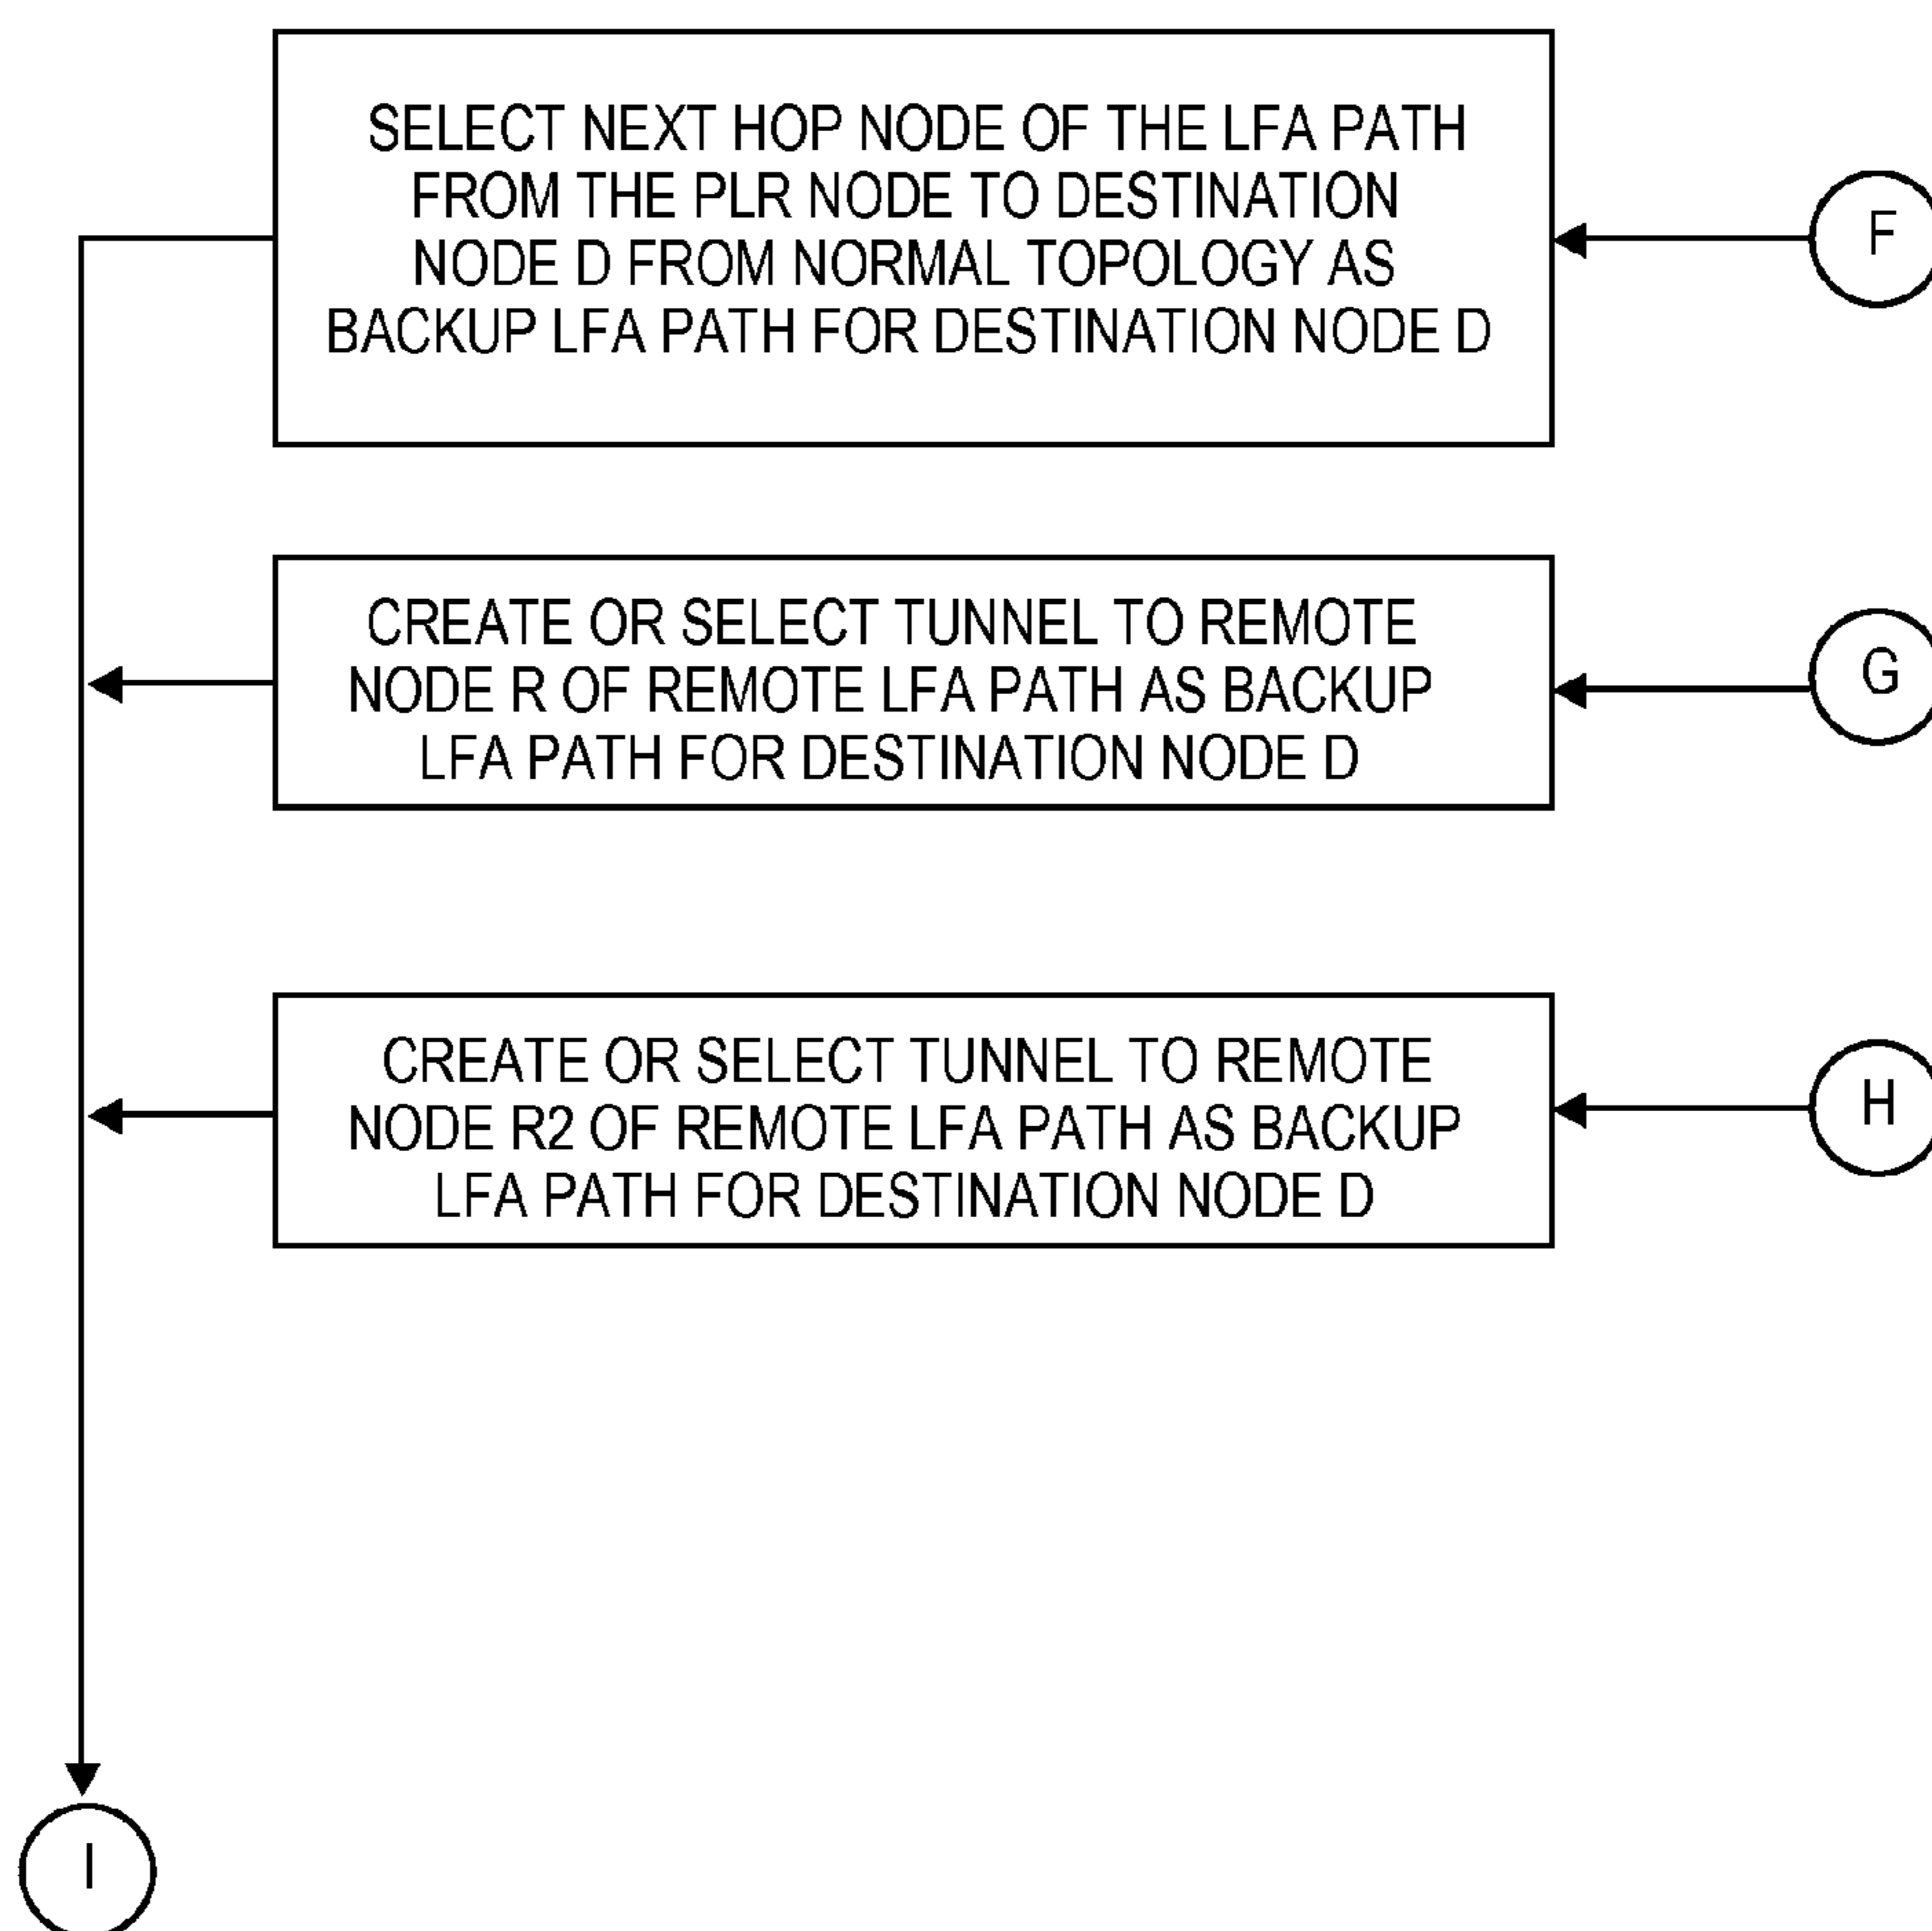 SELECT NEXT HOP NODE OF THE LFA PATH
FROM THE PLR NODE TO DESTINATION
NODE D FROM NORMAL TOPOLOGY AS
BACKUP LFA PATH FOR DESTINATION NODE D
F
CREATE OR SELECT TUNNEL TO REMOTE
NODE R OF REMOTE LFA PATH AS BACKUP
LFA PATH FOR DESTINATION NODE D
G
CREATE OR SELECT TUNNEL TO REMOTE
NODE R2 OF REMOTE LFA PATH AS BACKUP
LFA PATH FOR DESTINATION NODE D
H
I